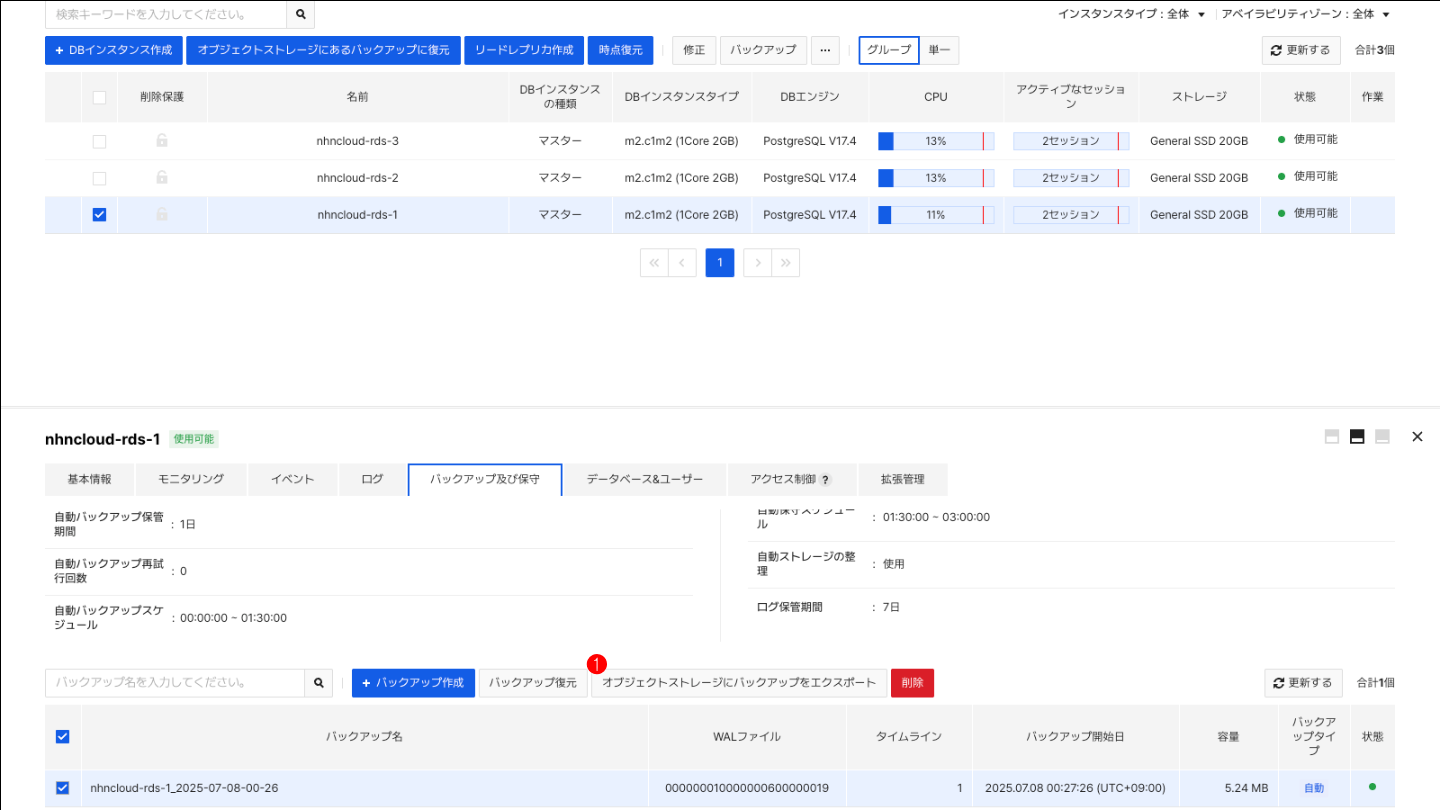 検索キーワードを入力してください。
インスタンスタイプ : 全体 アベイラビリティゾーン : 全体
+ DBインスタンス作成 オブジェクトストレージにあるバックアップに復元 リードレプリカ作成 時点復元 修正 バックアップ ... グループ 単一 更新する 合計3個
削除保護 名前 DBインスタンスの種類 DBインスタンスタイプ DBエンジン CPU アクティブなセッション ストレージ 状態 作業
nhncloud-rds-3 マスター m2.c1m2 (1Core 2GB) PostgreSQL V17.4 13% 2セッション General SSD 20GB 使用可能
nhncloud-rds-2 マスター m2.c1m2 (1Core 2GB) PostgreSQL V17.4 13% 2セッション General SSD 20GB 使用可能
nhncloud-rds-1 マスター m2.c1m2 (1Core 2GB) PostgreSQL V17.4 11% 2セッション General SSD 20GB 使用可能
1
nhncloud-rds-1 使用可能
基本情報 モニタリング イベント ログ バックアップ及び保守 データベース&ユーザー アクセス制御 ? 拡張管理
自動バックアップ保管期間 : 1日
自動バックアップ再試行回数 : 0
自動バックアップスケジュール : 00:00:00 ~ 01:30:00
自動保守スケジュール : 01:30:00 ~ 03:00:00
自動ストレージの整理 : 使用
ログ保管期間 : 7日
1
バックアップ名を入力してください。 + バックアップ作成 バックアップ復元 オブジェクトストレージにバックアップをエクスポート 削除 更新する 合計1個
バックアップ名 WALファイル タイムライン バックアップ開始日 容量 バックアップタイプ 状態
nhncloud-rds-1_2025-07-08-00-26 000000010000000600000019 1 2025.07.08 00:27:26 (UTC+09:00) 5.24 MB 自動